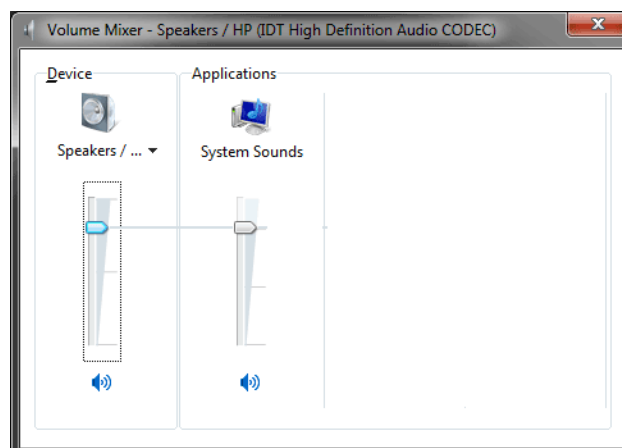 Volume Mixer - Speakers / HP (IDT High Definition Audio CODEC)
Device
Applications
Speakers / ...
System Sounds